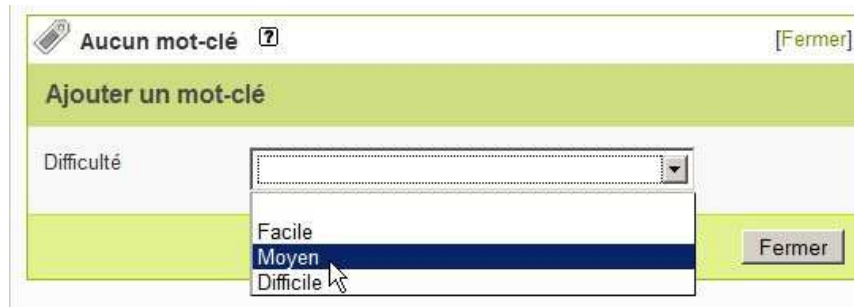 Aucun mot-clé ? [Fermer]
Ajouter un mot-clé
Difficulté
Facile
Moyen
Difficile
Fermer